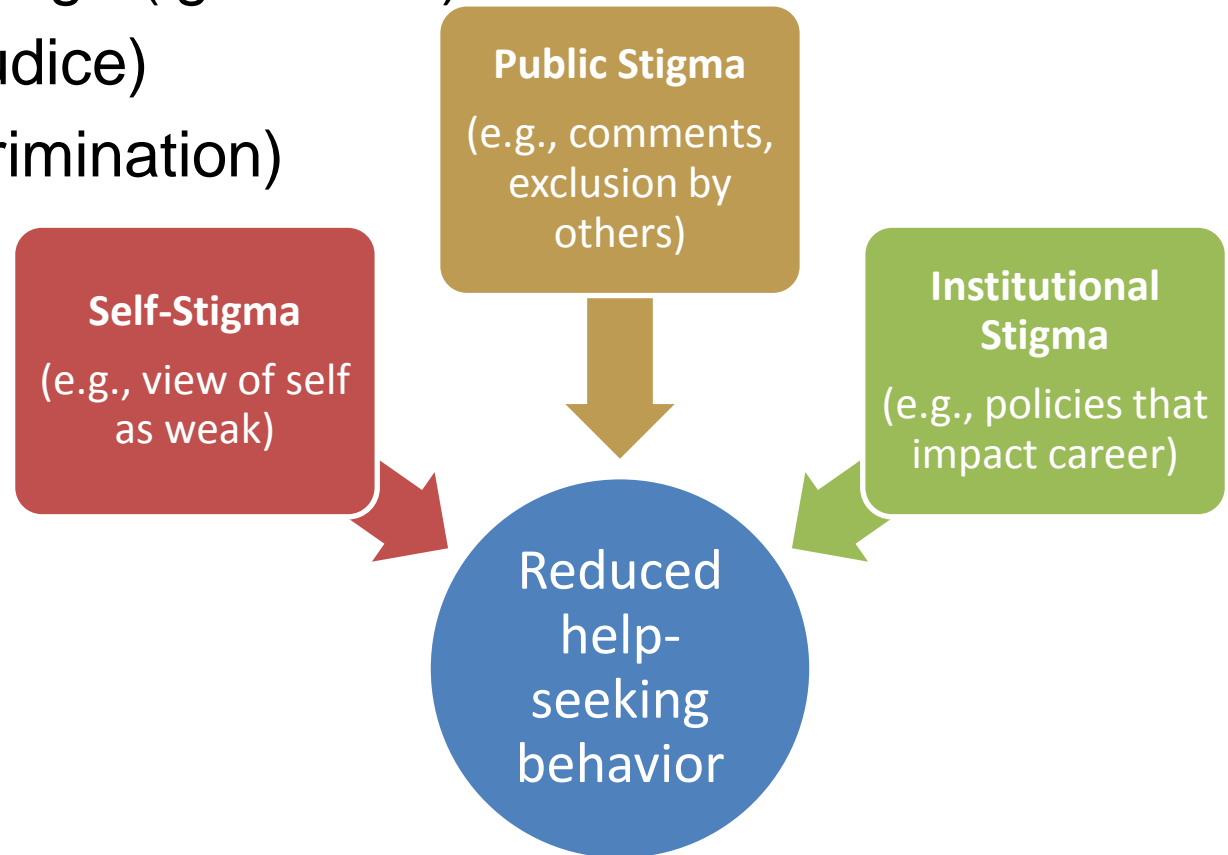 udice)
rimination)
Public Stigma
(e.g., comments,
exclusion by
others)
Self-Stigma
(e.g., view of self
as weak)
Institutional
Stigma
(e.g., policies that
impact career)
Reduced
help-
seeking
behavior